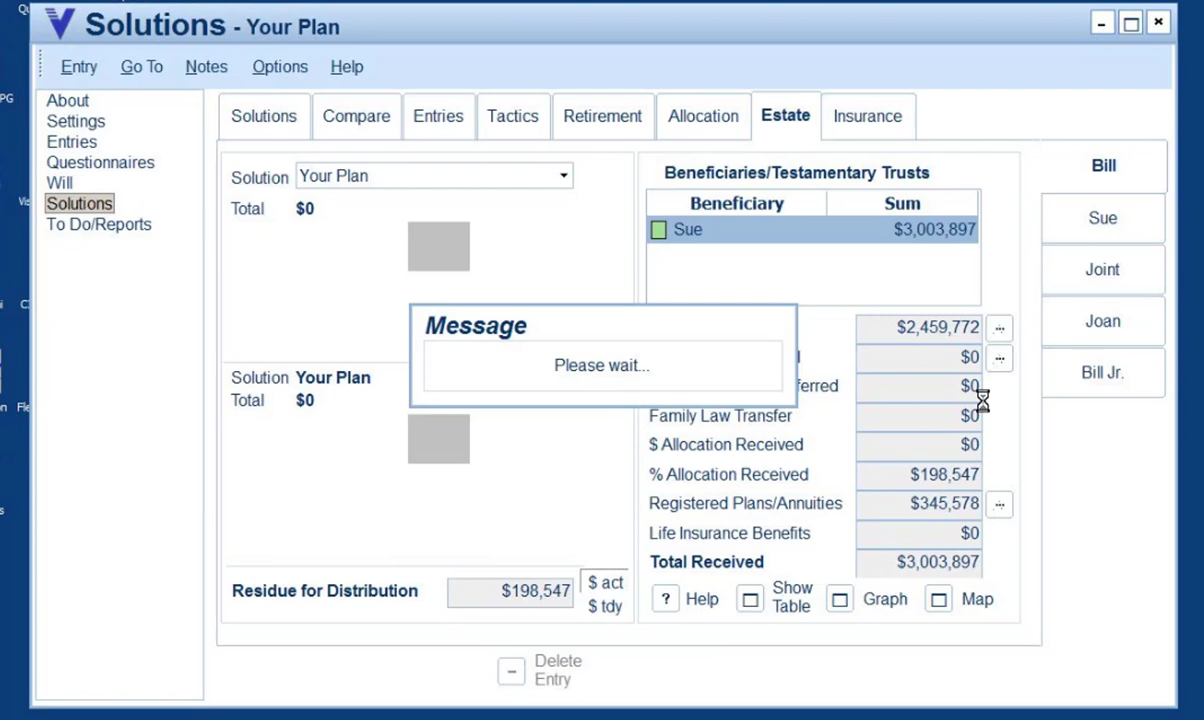 Solutions - Your Plan
Entry Go To Notes Options Help
About
Settings
Entries
Questionnaires
Will
Solutions
To Do/Reports
Solutions Compare Entries Tactics Retirement Allocation Estate Insurance
Solution Your Plan
Total $0
Solution Your Plan
Total $0
Residue for Distribution $198,547
$ act
$ tdy
Beneficiaries/Testamentary Trusts
Beneficiary Sum
Sue $3,003,897
Message
Please wait...
$2,459,772 ...
$0 ...
ferred $0
Family Law Transfer $0
$ Allocation Received $0
% Allocation Received $198,547
Registered Plans/Annuities $345,578 ...
Life Insurance Benefits $0
Total Received $3,003,897
? Help
Show
Table
Graph
Map
Delete
Entry
Bill
Sue
Joint
Joan
Bill Jr.
PG